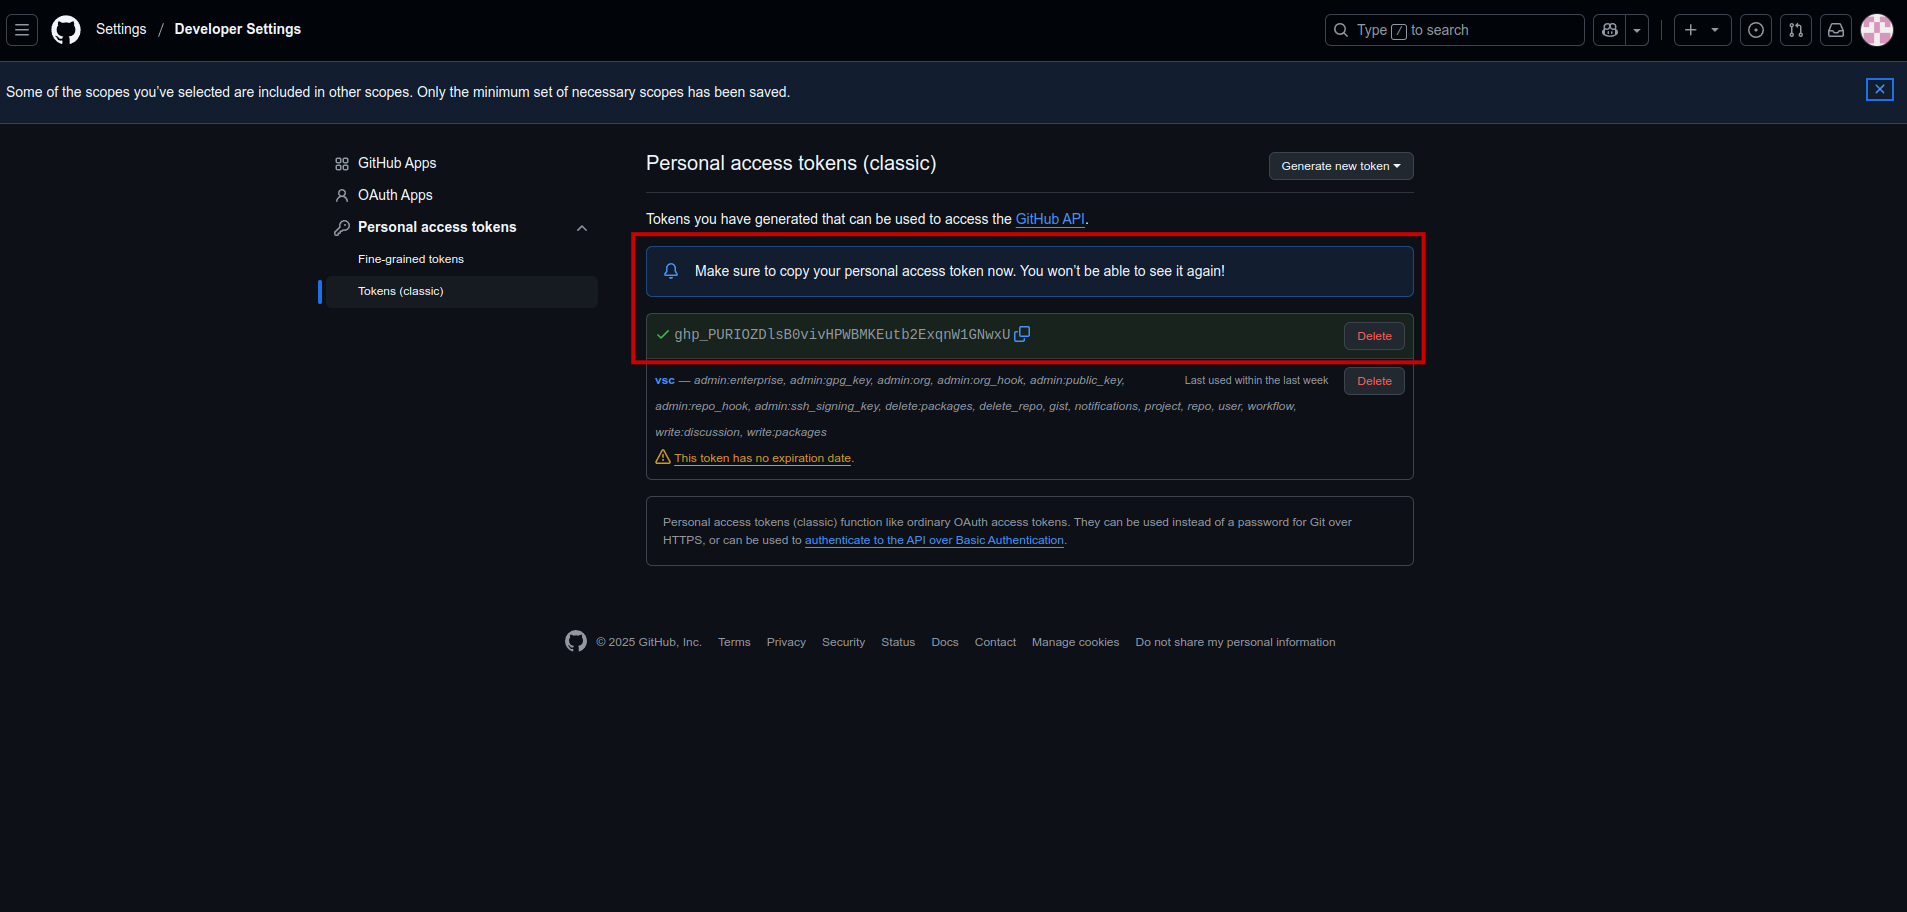 Settings / Developer Settings
Type / to search
Some of the scopes you've selected are included in other scopes. Only the minimum set of necessary scopes has been saved.
GitHub Apps
OAuth Apps
Personal access tokens
Fine-grained tokens
Tokens (classic)
Personal access tokens (classic)
Generate new token
Tokens you have generated that can be used to access the GitHub API.
Make sure to copy your personal access token now. You won't be able to see it again!
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
Delete
vsc — admin:enterprise, admin:gpg_key, admin:org, admin:org_hook, admin:public_key,
Last used within the last week
Delete
admin:repo_hook, admin:ssh_signing_key, delete:packages, delete_repo, gist, notifications, project, repo, user, workflow,
write:discussion, write:packages
This token has no expiration date.
Personal access tokens (classic) function like ordinary OAuth access tokens. They can be used instead of a password for Git over
HTTPS, or can be used to authenticate to the API over Basic Authentication.
© 2025 GitHub, Inc. Terms Privacy Security Status Docs Contact Manage cookies Do not share my personal information